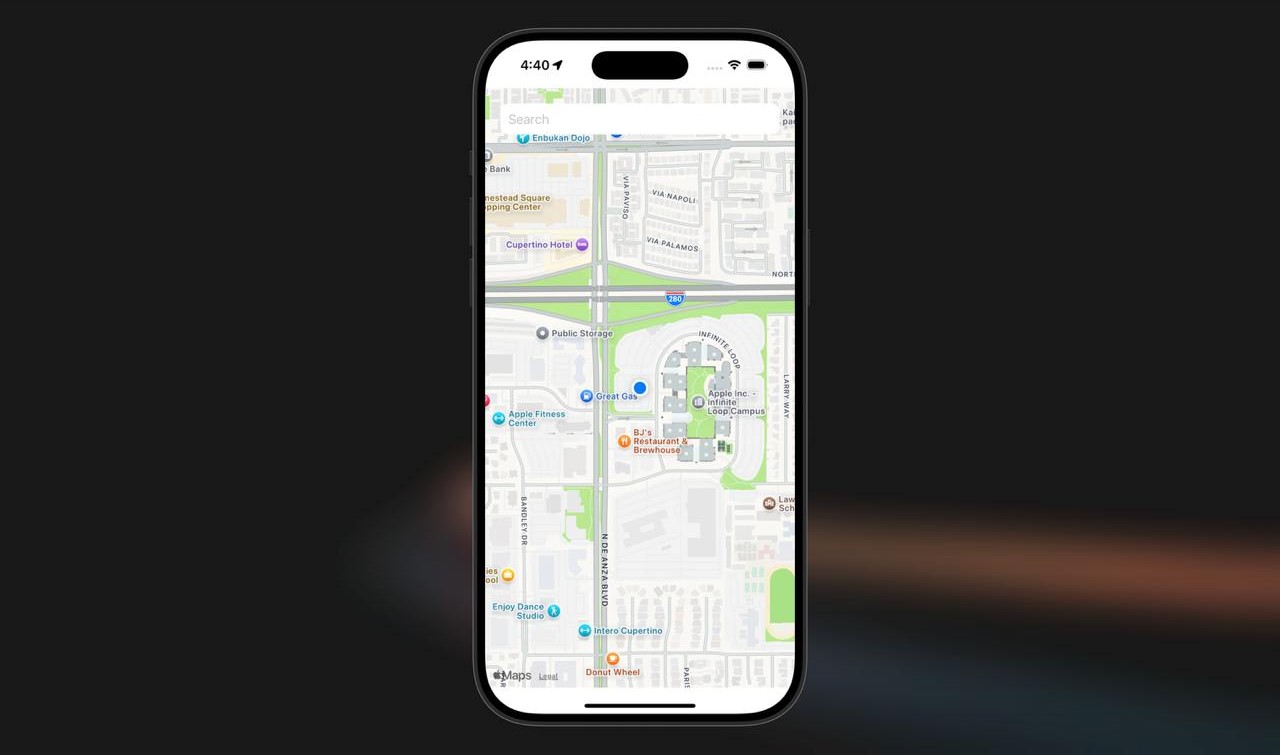 4:40
Search
Enbukan Dojo
Bank
mestead Square
opping Center
VIA PAVISO
VIA NAPOLI
Cupertino Hotel
VIA PALAMOS
NORT
280
Public Storage
INFINITE LOOP
Great Gas
Apple Inc. -
Infinite
Loop Campus
LARRY WAY
Apple Fitness
Center
BJ's
Restaurant &
Brewhouse
BANDLEY DR
Law
Sch
N DE ANZA BLVD
ies
ool
Enjoy Dance
Studio
Intero Cupertino
Donut Wheel
PARIS
Maps
Legal